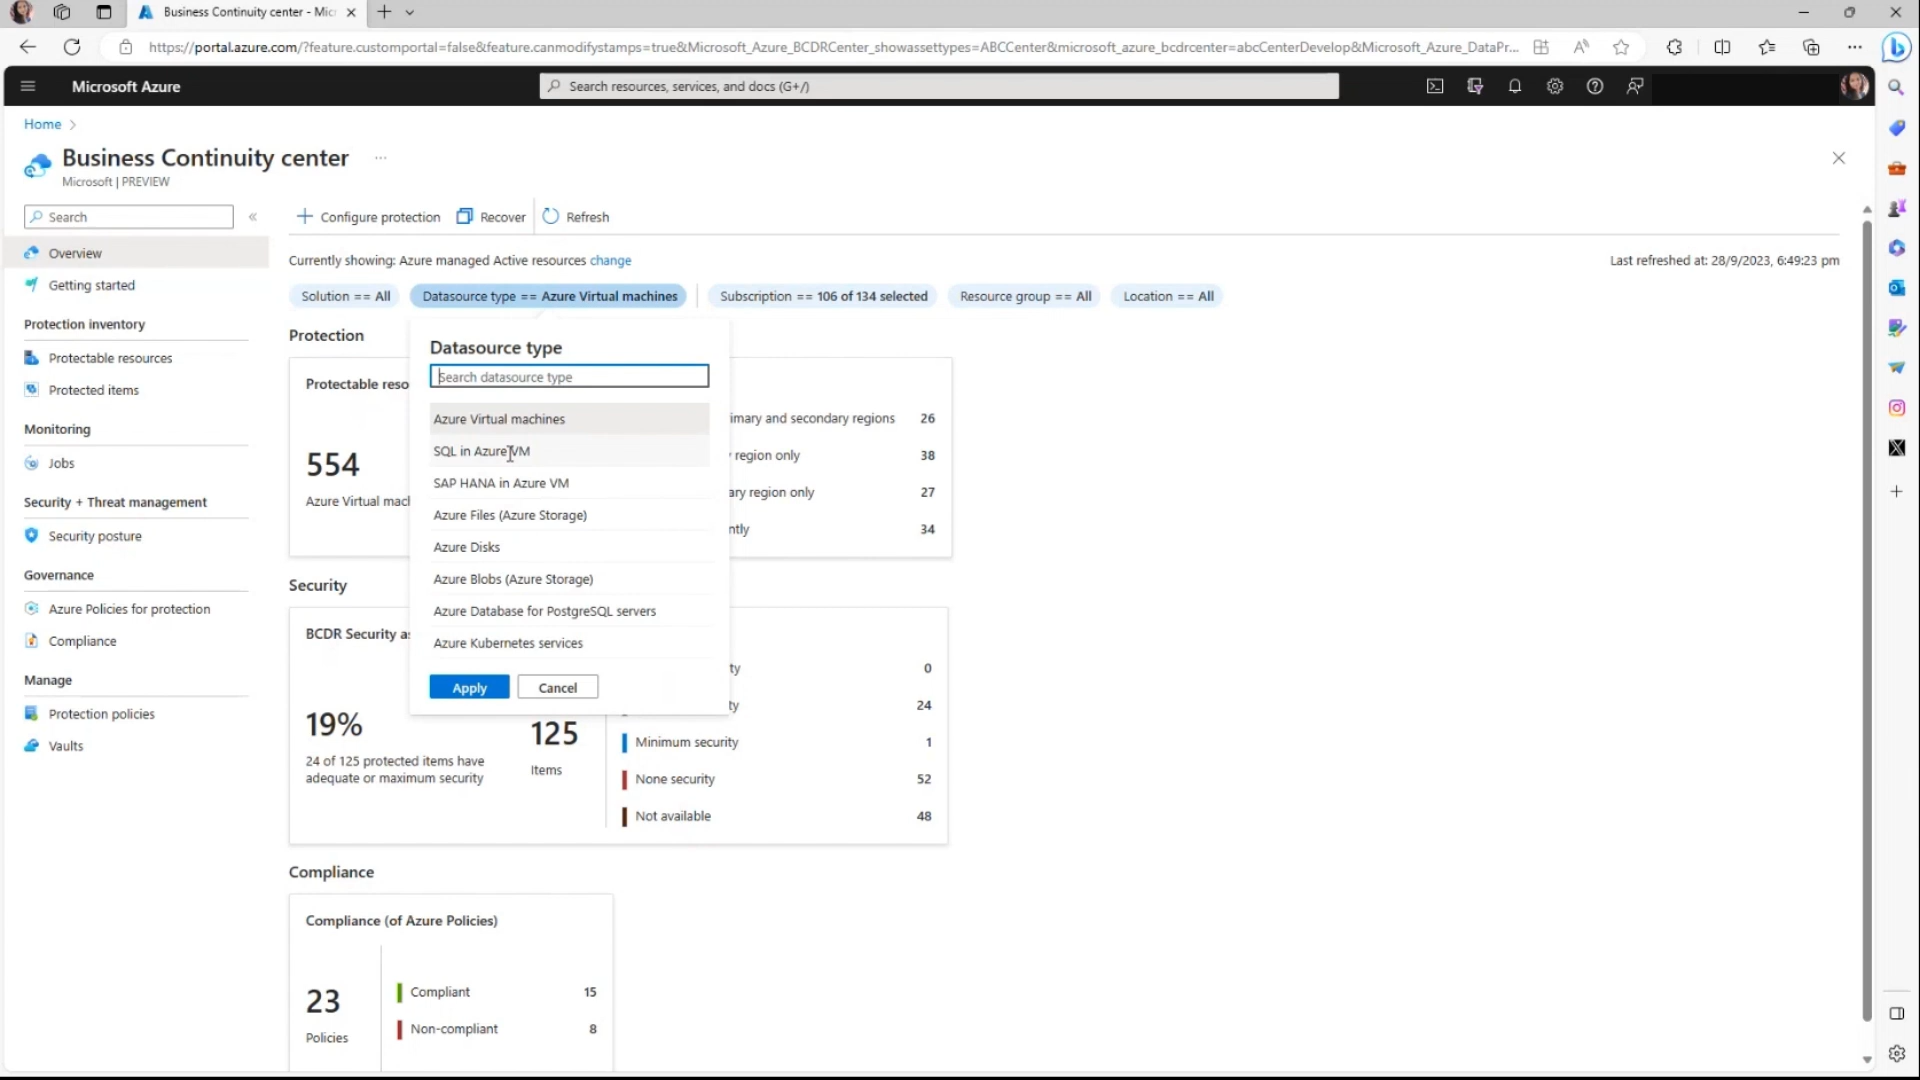 Business Continuity center - Mic
https://portal.azure.com/?feature.customportal=false&feature.canmodifystamps=true&Microsoft_Azure_BCDRCenter_showassettypes=ABCCenter&microsoft_azure_bcdrcenter=abcCenterDevelop&Microsoft_Azure_DataPr...
Microsoft Azure
Search resources, services, and docs (G+/)
Home
Business Continuity center ...
Microsoft | PREVIEW
Search
Configure protection
Recover
Refresh
Overview
Getting started
Protection inventory
Protectable resources
Protected items
Monitoring
Jobs
Security + Threat management
Security posture
Governance
Azure Policies for protection
Compliance
Manage
Protection policies
Vaults
Currently showing: Azure managed Active resources change
Last refreshed at: 28/9/2023, 6:49:23 pm
Solution == All
Datasource type == Azure Virtual machines
Subscription == 106 of 134 selected
Resource group == All
Location == All
Protection
Protectable reso
554
Azure Virtual mac
Datasource type
Search datasource type
Azure Virtual machines
SQL in Azure VM
SAP HANA in Azure VM
Azure Files (Azure Storage)
Azure Disks
Azure Blobs (Azure Storage)
Azure Database for PostgreSQL servers
Azure Kubernetes services
Apply
Cancel
imary and secondary regions 26
region only 38
ary region only 27
ntly 34
Security
BCDR Security as
19%
24 of 125 protected items have
adequate or maximum security
125
Items
ty 0
ty 24
Minimum security 1
None security 52
Not available 48
Compliance
Compliance (of Azure Policies)
23
Policies
Compliant 15
Non-compliant 8